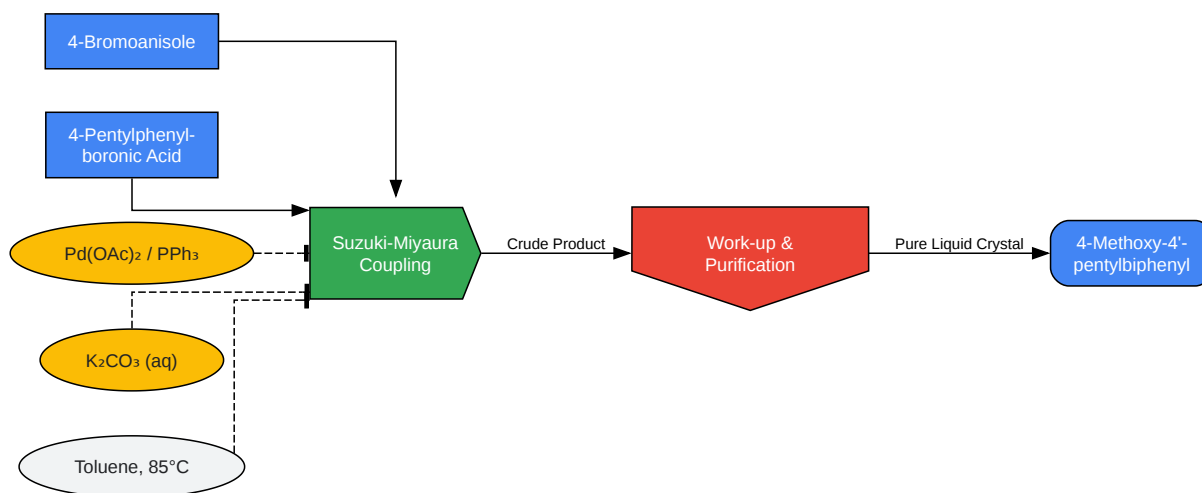 4-Bromoanisole
4-Pentylphenyl-
boronic Acid
Pd(OAc)₂ / PPh₃
K₂CO₃ (aq)
Toluene, 85°C
Suzuki-Miyaura
Coupling
Crude Product
Work-up &
Purification
Pure Liquid Crystal
4-Methoxy-4'-
pentylbiphenyl